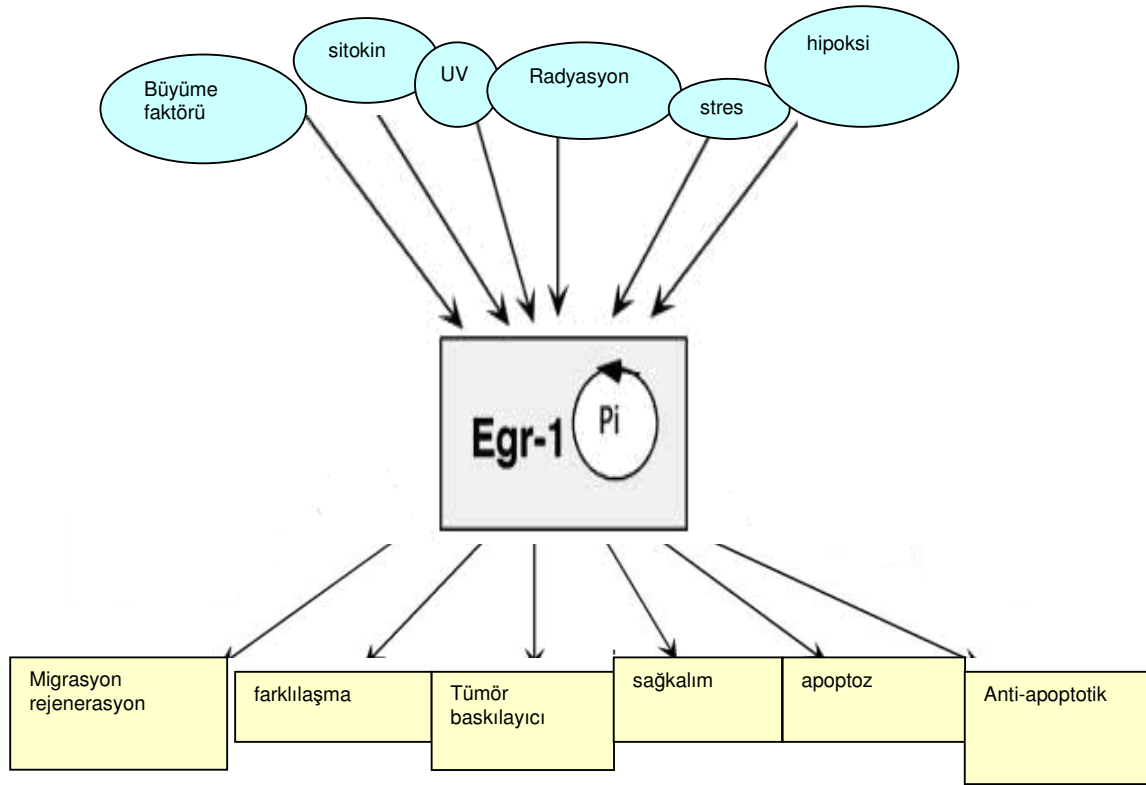 Büyüme
faktörü
sitokin
UV
Radyasyon
stres
hipoksi
Egr-1
Pi
Migrasyon
rejenerasyon
farklılaşma
Tümör
baskılayıcı
sağkalım
apoptoz
Anti-apoptotik